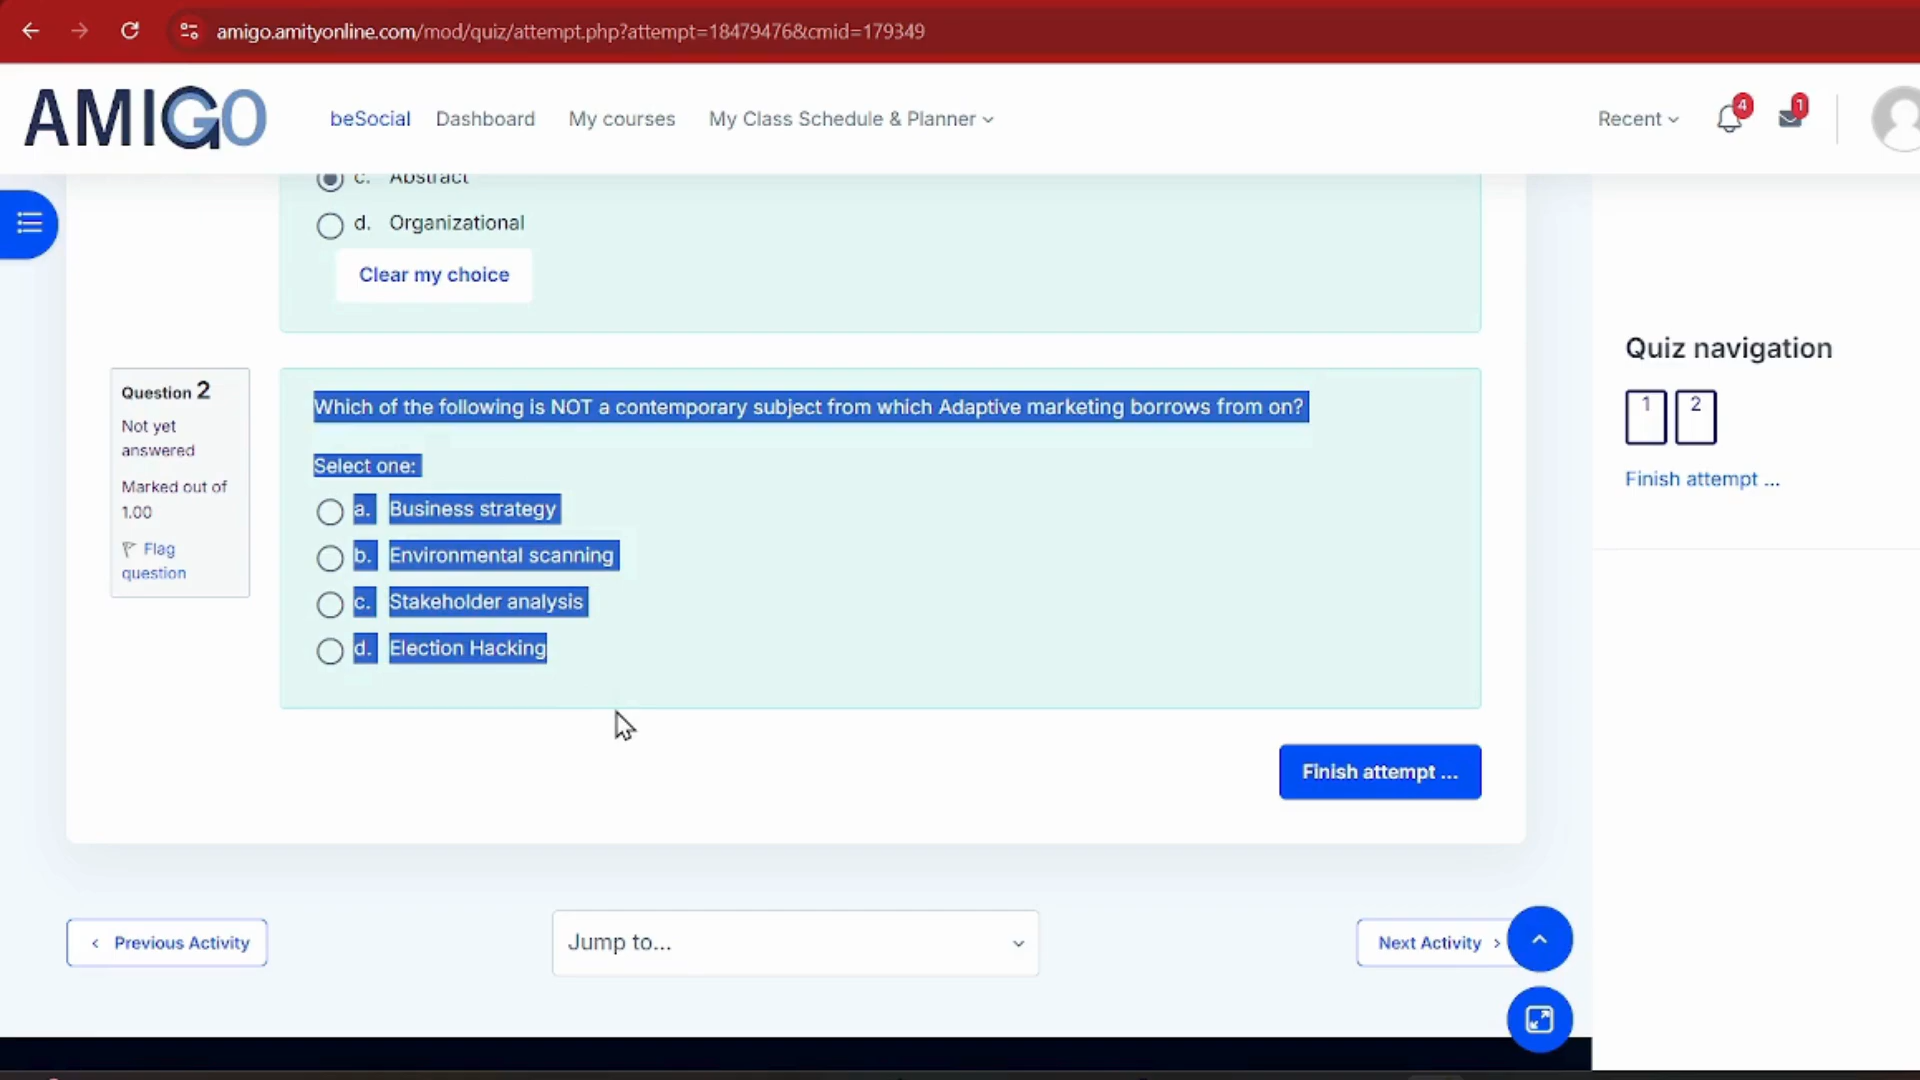 amigo.amityonline.com/mod/quiz/attempt.php?attempt=18479476&cmid=179349
AMIGO
beSocial
Dashboard
My courses
My Class Schedule & Planner
Recent
4
1
c. Abstract
d. Organizational
Clear my choice
Question 2
Not yet
answered
Marked out of
1.00
Flag
question
Which of the following is NOT a contemporary subject from which Adaptive marketing borrows from on?
Select one:
a. Business strategy
b. Environmental scanning
c. Stakeholder analysis
d. Election Hacking
Finish attempt ...
Quiz navigation
1 2
Finish attempt ...
Previous Activity
Jump to...
Next Activity